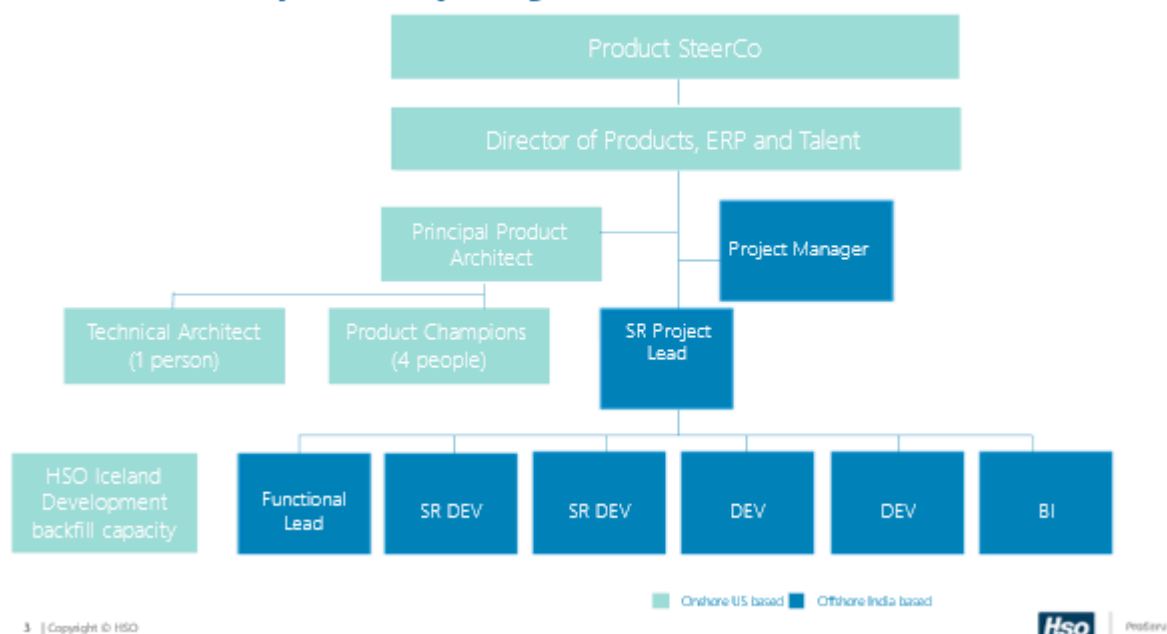 Product SteerCo
Director of Products, ERP and Talent
Principal Product
Architect
Project Manager
Technical Architect
(1 person)
Product Champions
(4 people)
SR Project
Lead
HSO Iceland
Development
backfill capacity
Functional
Lead
SR DEV
SR DEV
DEV
DEV
BI
Onshore US based
Offshore India based
3 | Copyright © HSO
Hso